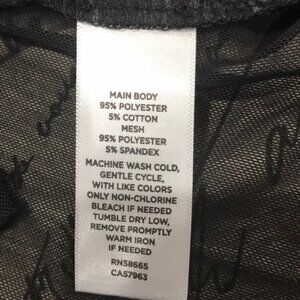 MAIN BODY
95% POLYESTER
5% COTTON
MESH
95% POLYESTER
5% SPANDEX
MACHINE WASH COLD,
GENTLE CYCLE,
WITH LIKE COLORS
ONLY NON-CHLORINE
BLEACH IF NEEDED
TUMBLE DRY LOW,
REMOVE PROMPTLY
WARM IRON
IF NEEDED
RN58665
CA57963